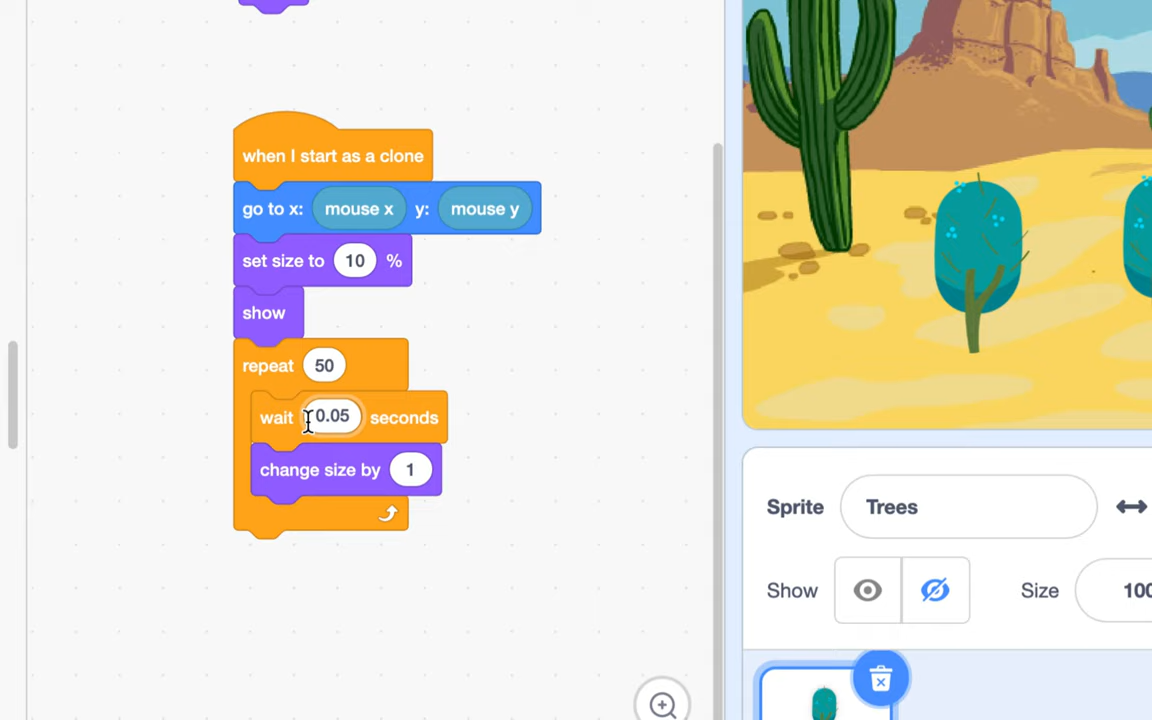 when I start as a clone
go to x: mouse x y: mouse y
set size to 10 %
show
repeat 50
wait 0.05 seconds
change size by 1
Sprite Trees
Show Size 100